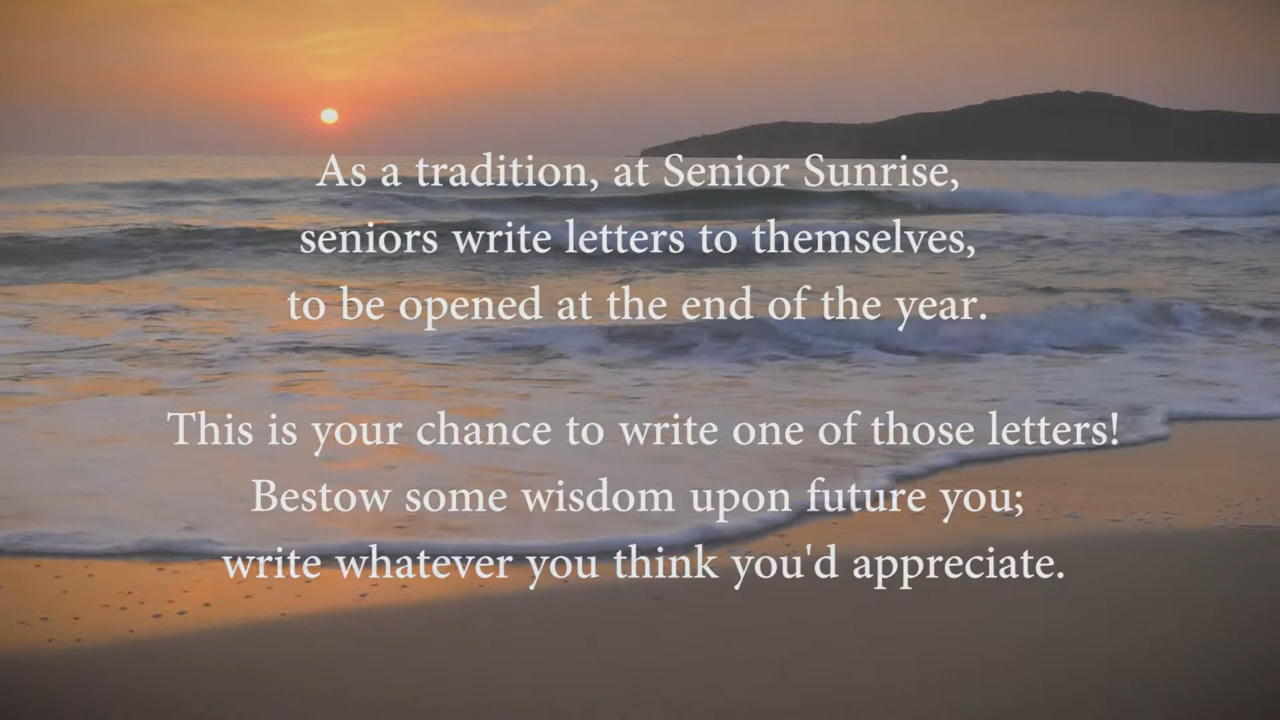 As a tradition, at Senior Sunrise,
seniors write letters to themselves,
to be opened at the end of the year.
This is your chance to write one of those letters!
Bestow some wisdom upon future you;
write whatever you think you'd appreciate.